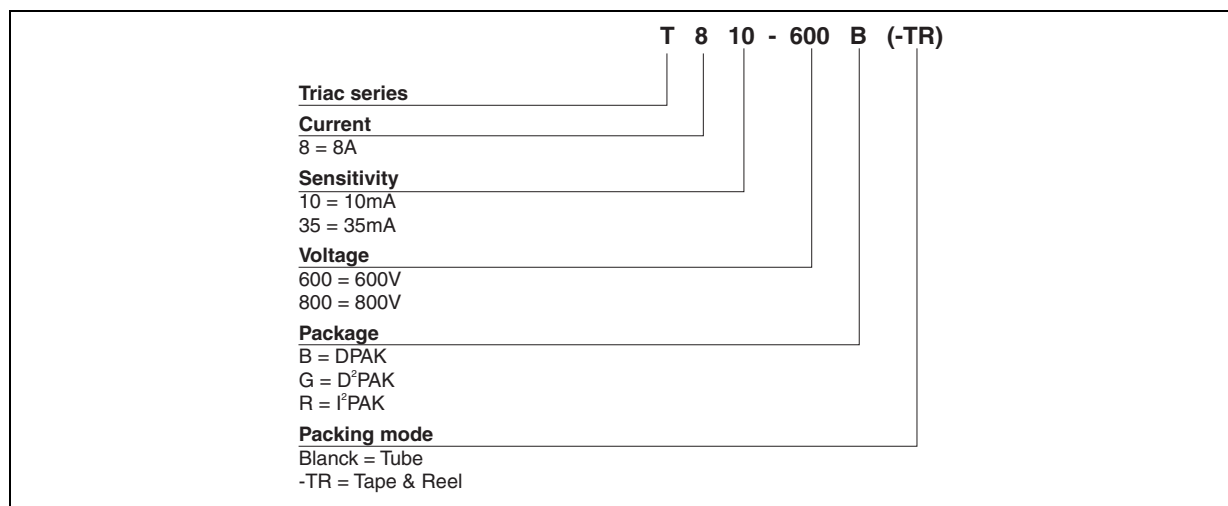 T 8 10 - 600 B (-TR)
Triac series
Current
8 = 8A
Sensitivity
10 = 10mA
35 = 35mA
Voltage
600 = 600V
800 = 800V
Package
B = DPAK
G = D²PAK
R = I²PAK
Packing mode
Blanck = Tube
-TR = Tape & Reel